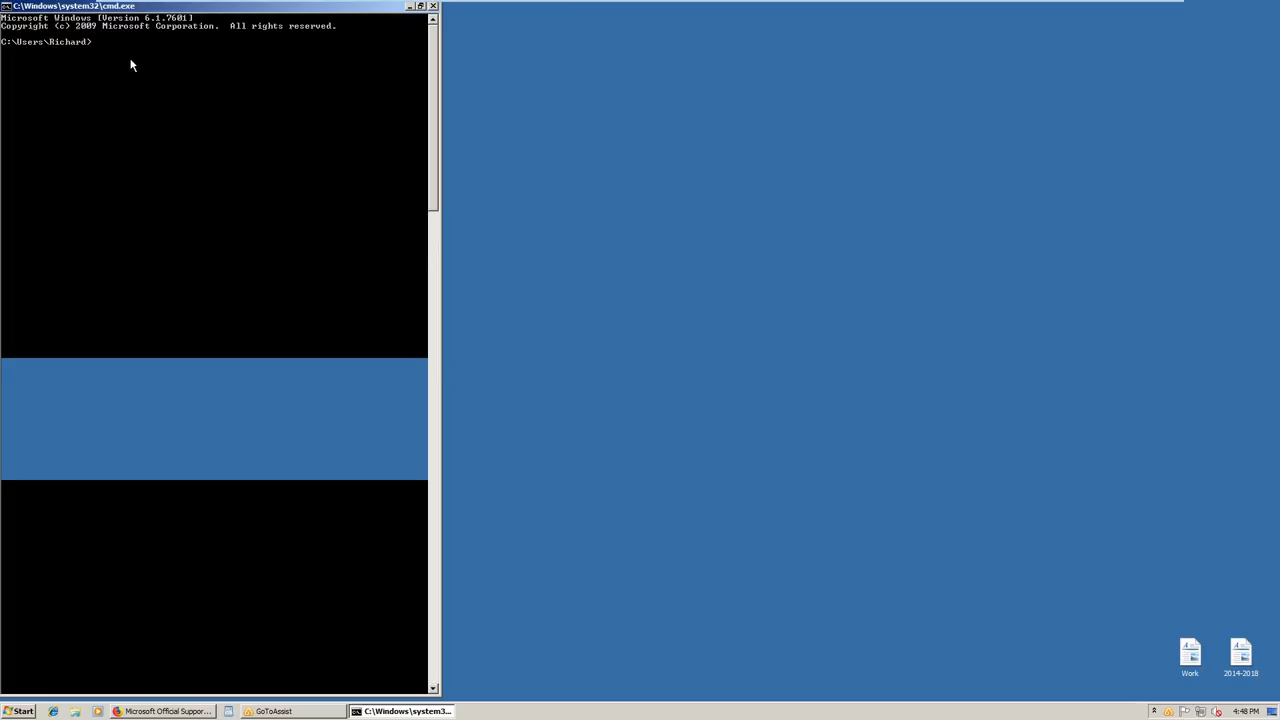 C:\Windows\system32\cmd.exe
Microsoft Windows [Version 6.1.7601]
Copyright (c) 2009 Microsoft Corporation.  All rights reserved.
C:\Users\Richard>
Work
2014-2018
Start
Microsoft Official Suppor...
GoToAssist
C:\Windows\system3...
4:48 PM